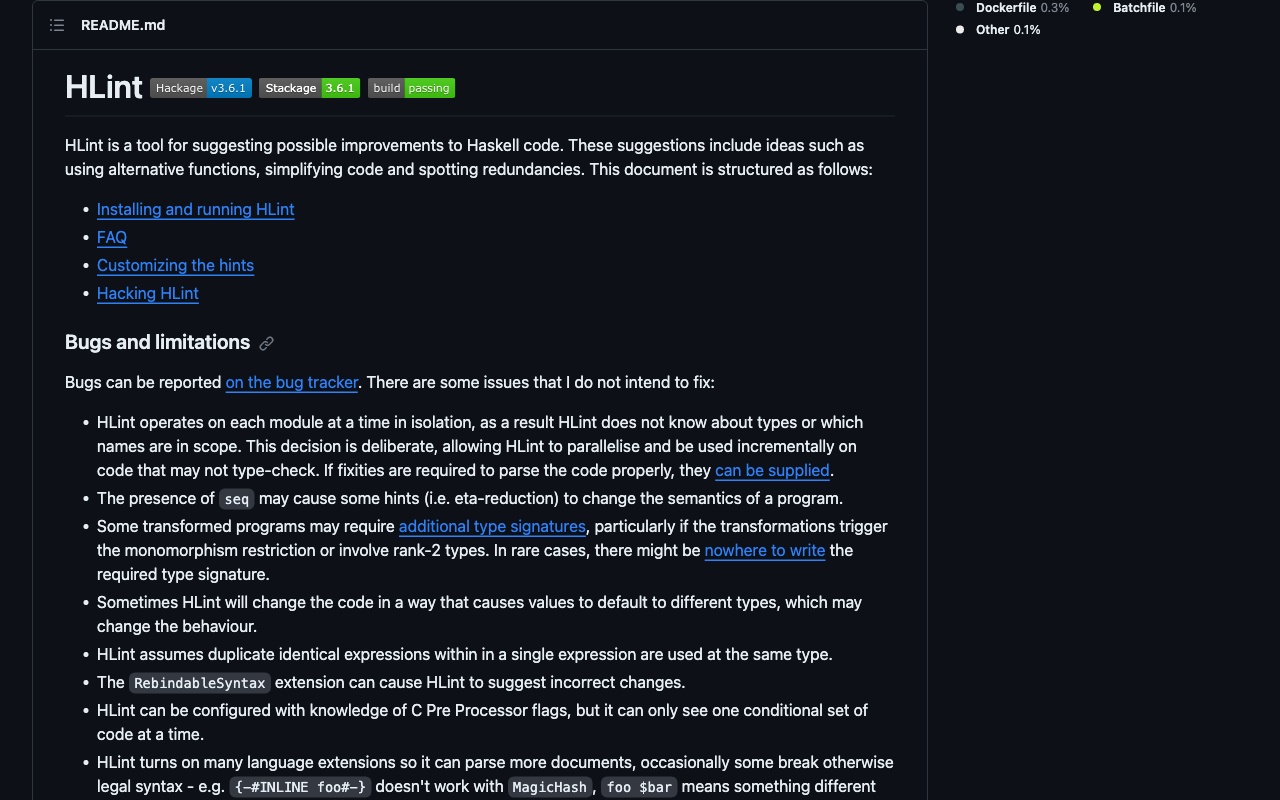 README.md
Dockerfile 0.3%
Batchfile 0.1%
Other 0.1%
HLint Hackage v3.6.1 Stackage 3.6.1 build passing
HLint is a tool for suggesting possible improvements to Haskell code. These suggestions include ideas such as
using alternative functions, simplifying code and spotting redundancies. This document is structured as follows:
• Installing and running HLint
• FAQ
• Customizing the hints
• Hacking HLint
Bugs and limitations
Bugs can be reported on the bug tracker. There are some issues that I do not intend to fix:
• HLint operates on each module at a time in isolation, as a result HLint does not know about types or which
names are in scope. This decision is deliberate, allowing HLint to parallelise and be used incrementally on
code that may not type-check. If fixities are required to parse the code properly, they can be supplied.
• The presence of seq may cause some hints (i.e. eta-reduction) to change the semantics of a program.
• Some transformed programs may require additional type signatures, particularly if the transformations trigger
the monomorphism restriction or involve rank-2 types. In rare cases, there might be nowhere to write the
required type signature.
• Sometimes HLint will change the code in a way that causes values to default to different types, which may
change the behaviour.
• HLint assumes duplicate identical expressions within in a single expression are used at the same type.
• The RebindableSyntax extension can cause HLint to suggest incorrect changes.
• HLint can be configured with knowledge of C Pre Processor flags, but it can only see one conditional set of
code at a time.
• HLint turns on many language extensions so it can parse more documents, occasionally some break otherwise
legal syntax - e.g. {-#INLINE foo#-} doesn't work with MagicHash, foo $bar means something different